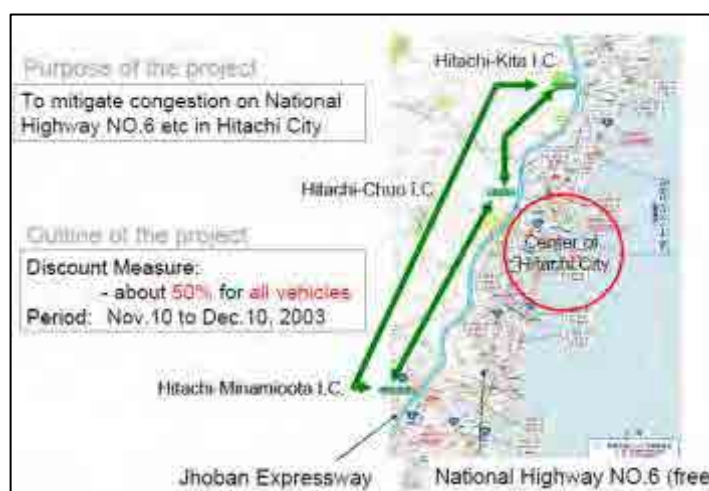 Purpose of the project
To mitigate congestion on National
Highway NO.6 etc in Hitachi City
Outline of the project
Discount Measure:
- about 50% for all vehicles
Period: Nov.10 to Dec.10, 2003
Hitachi-Kita I.C.
Hitachi-Chuo I.C.
Center of
Hitachi City
Hitachi-Minamioota I.C.
Jhoban Expressway
National Highway NO.6 (free